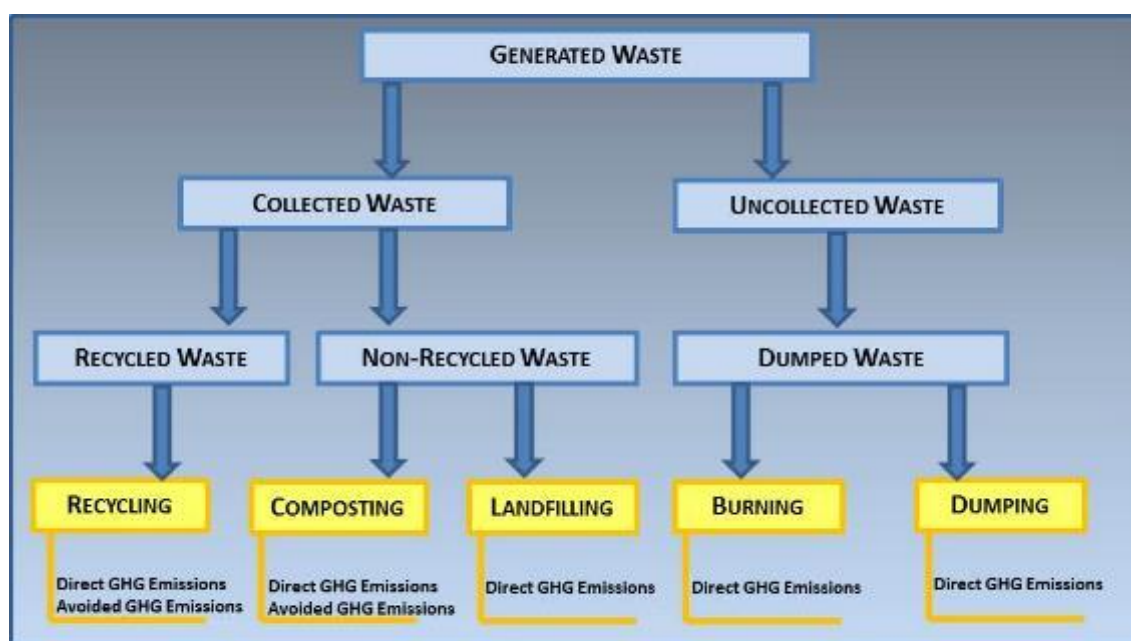 GENERATED WASTE
COLLECTED WASTE
UNCOLLECTED WASTE
RECYCLED WASTE
NON-RECYCLED WASTE
DUMPED WASTE
RECYCLING
COMPOSTING
LANDFILLING
BURNING
DUMPING
Direct GHG Emissions
Avoided GHG Emissions
Direct GHG Emissions
Avoided GHG Emissions
Direct GHG Emissions
Direct GHG Emissions
Direct GHG Emissions